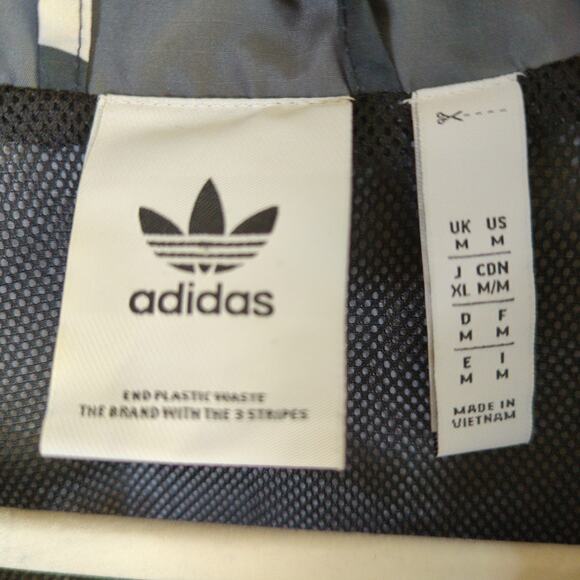 adidas
END PLASTIC WASTE
THE BRAND WITH THE 3 STRIPES
UK US
M M
J CDN
XL M/M
D F
M M
E I
M M
MADE IN
VIETNAM